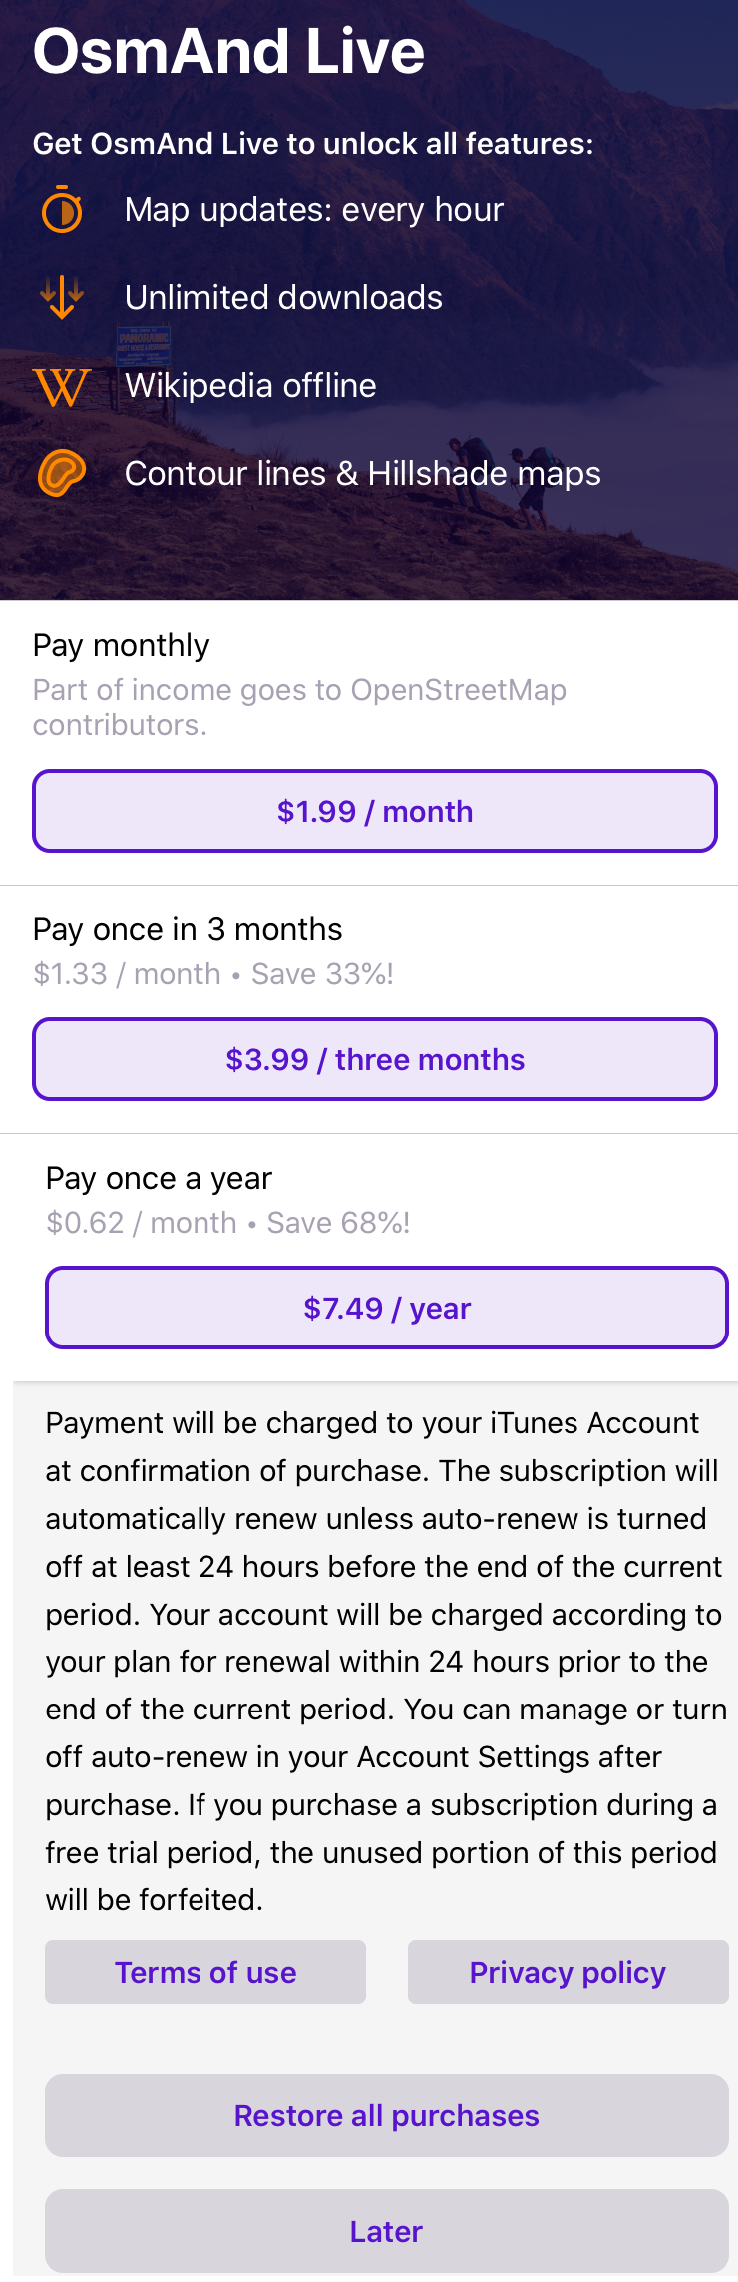 OsmAnd Live
Get OsmAnd Live to unlock all features:
Map updates: every hour
Unlimited downloads
PANORAMIC
Wikipedia offline
Contour lines & Hillshade maps
Pay monthly
Part of income goes to OpenStreetMap
contributors.
$1.99 / month
Pay once in 3 months
$1.33 / month • Save 33%!
$3.99 / three months
Pay once a year
$0.62 / month • Save 68%!
$7.49 / year
Payment will be charged to your iTunes Account
at confirmation of purchase. The subscription will
automatically renew unless auto-renew is turned
off at least 24 hours before the end of the current
period. Your account will be charged according to
your plan for renewal within 24 hours prior to the
end of the current period. You can manage or turn
off auto-renew in your Account Settings after
purchase. If you purchase a subscription during a
free trial period, the unused portion of this period
will be forfeited.
Terms of use
Privacy policy
Restore all purchases
Later